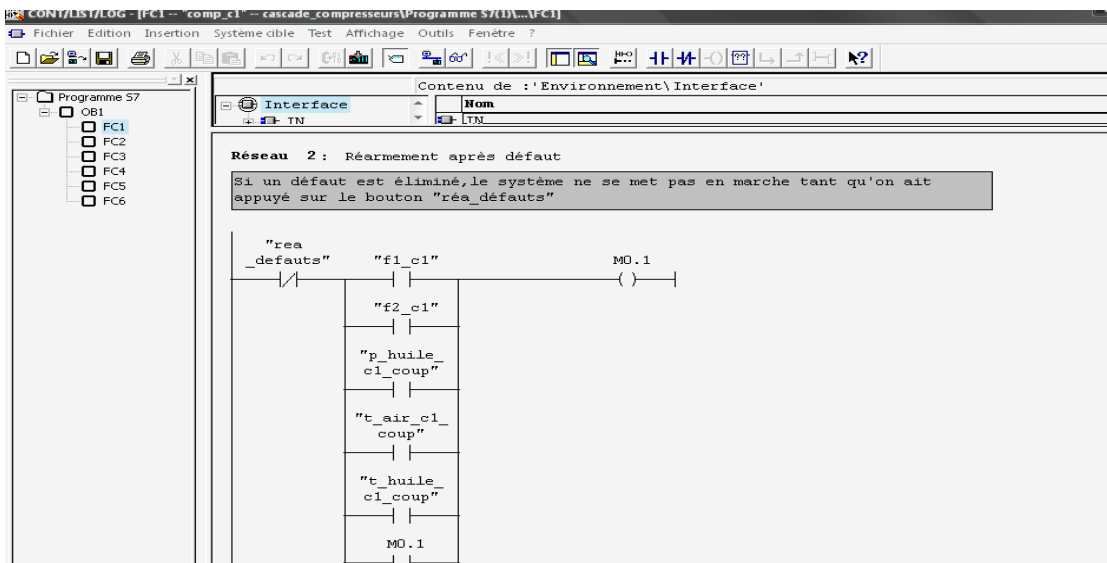 CONT/LIST/LOG - [FC1 -- "comp_c1" -- cascade_compresseurs\Programme S7(1)\...\FC1]
Fichier Edition Insertion Système cible Test Affichage Outils Fenêtre ?
Programme S7
OB1
FC1
FC2
FC3
FC4
FC5
FC6
Contenu de :'Environnement\Interface'
Interface
Nom
IN
IN
Réseau 2 : Réarmement après défaut
Si un défaut est éliminé,le système ne se met pas en marche tant qu'on ait
appuyé sur le bouton "réa_défauts"
"rea
_defauts"
"f1_c1"
M0.1
"f2_c1"
"p_huile_
c1_coup"
"t_air_c1_
coup"
"t_huile_
c1_coup"
M0.1